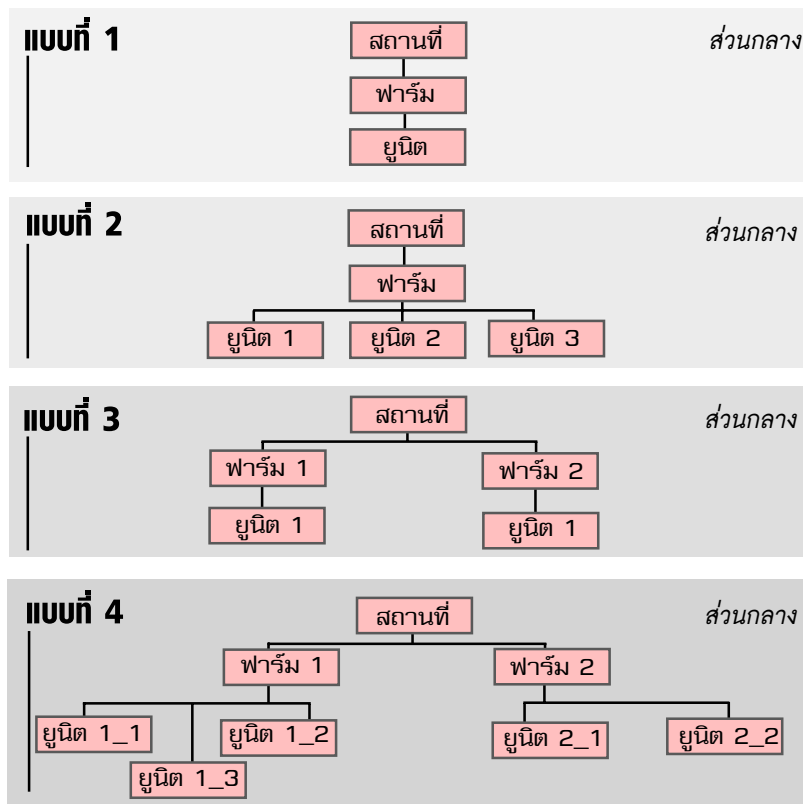 แบบที่ 1
สถานที่
ส่วนกลาง
ฟาร์ม
ยูนิต
แบบที่ 2
สถานที่
ส่วนกลาง
ฟาร์ม
ยูนิต 1 ยูนิต 2 ยูนิต 3
แบบที่ 3
สถานที่
ส่วนกลาง
ฟาร์ม 1 ฟาร์ม 2
ยูนิต 1 ยูนิต 1
แบบที่ 4
สถานที่
ส่วนกลาง
ฟาร์ม 1 ฟาร์ม 2
ยูนิต 1_1 ยูนิต 1_2 ยูนิต 2_1 ยูนิต 2_2
ยูนิต 1_3